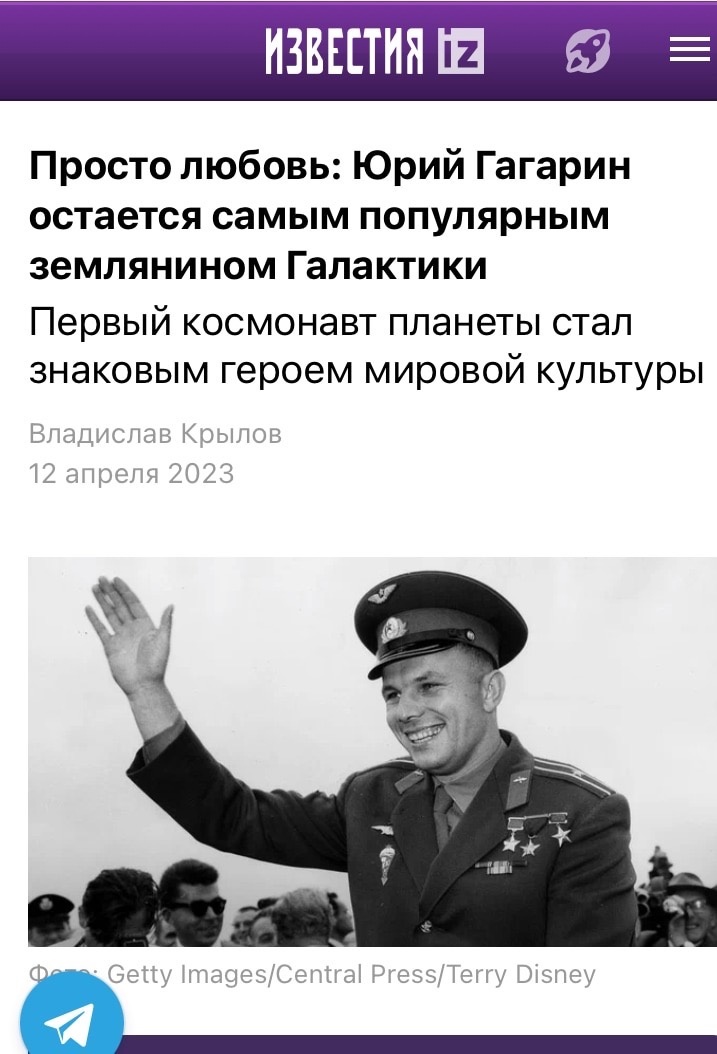 ИЗВЕСТИЯ iz
Просто любовь: Юрий Гагарин
остается самым популярным
землянином Галактики
Первый космонавт планеты стал
знаковым героем мировой культуры
Владислав Крылов
12 апреля 2023
Фото: Getty Images/Central Press/Terry Disney